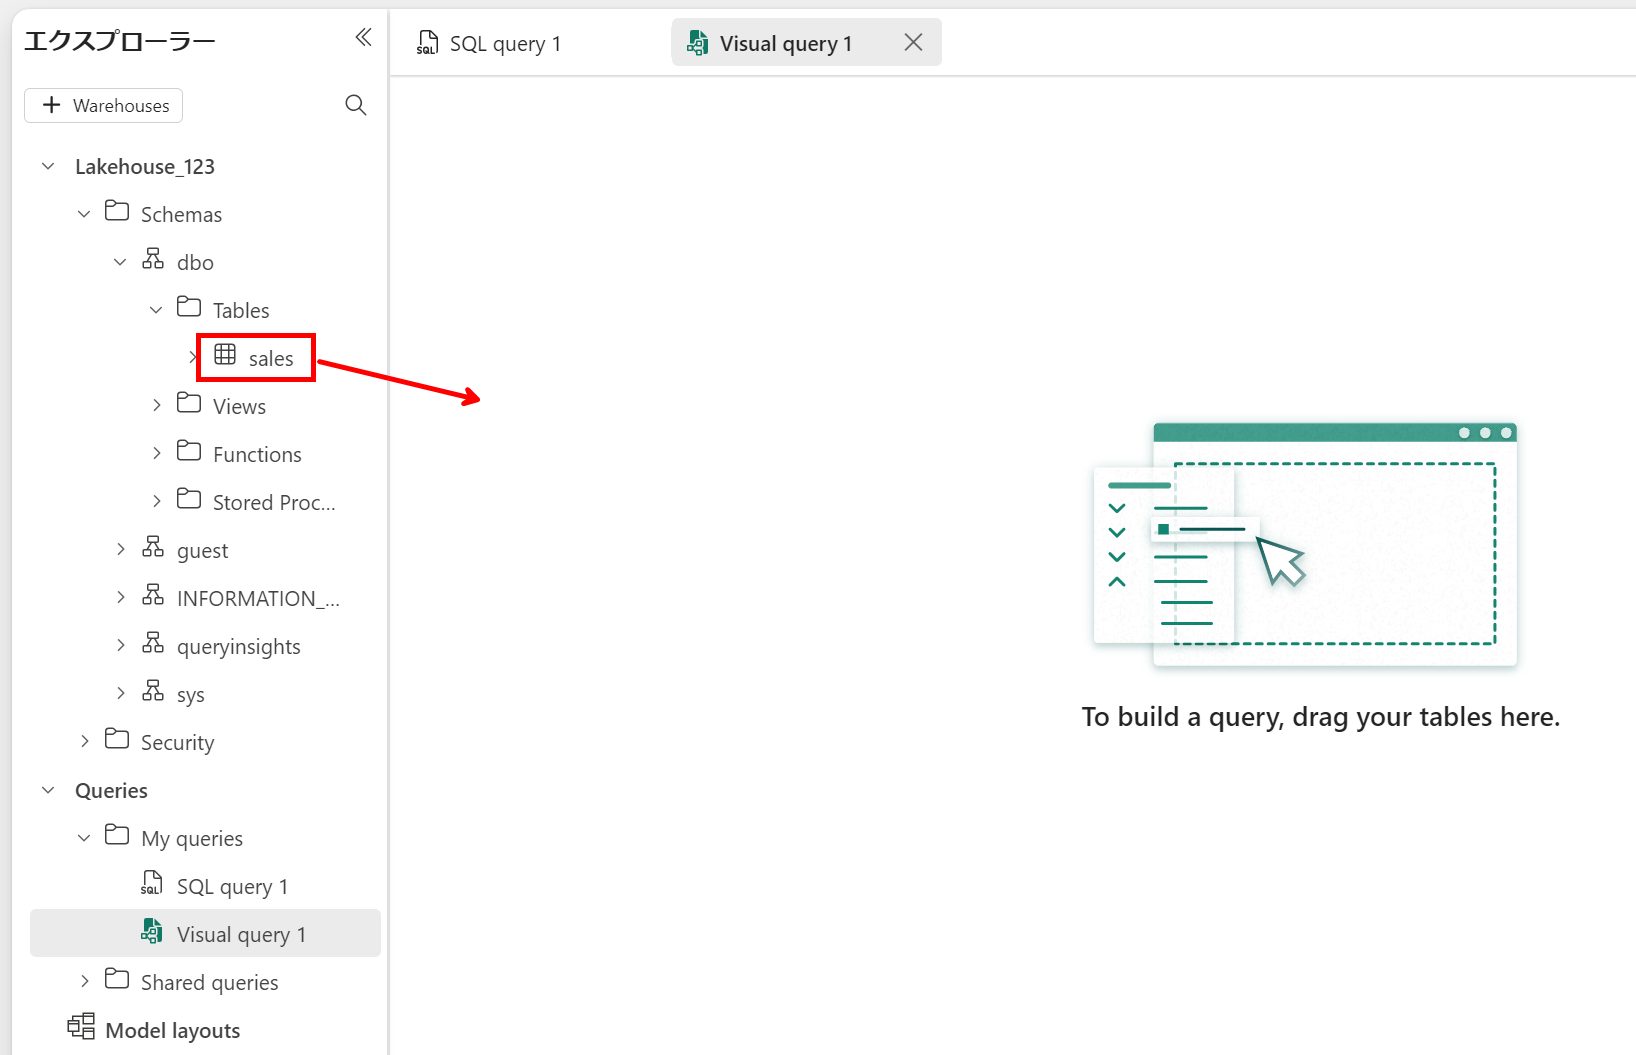 エクスプローラー
SQL query 1
Visual query 1
Warehouses
Lakehouse_123
Schemas
dbo
Tables
sales
Views
Functions
Stored Proc...
guest
INFORMATION_...
queryinsights
sys
Security
Queries
My queries
SQL query 1
Visual query 1
Shared queries
Model layouts
To build a query, drag your tables here.